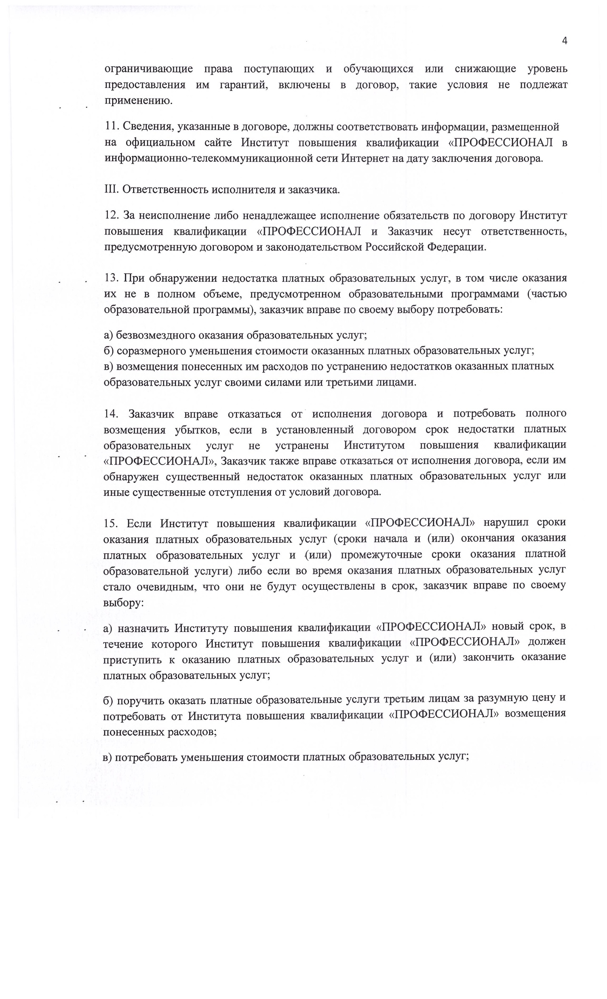 4
ограничивающие права поступающих и обучающихся или снижающие уровень
предоставления им гарантий, включены в договор, такие условия не подлежат
применению.
11. Сведения, указанные в договоре, должны соответствовать информации, размещенной
на официальном сайте Институт повышения квалификации «ПРОФЕССИОНАЛ в
информационно-телекоммуникационной сети Интернет на дату заключения договора.
III. Ответственность исполнителя и заказчика.
12. За неисполнение либо ненадлежащее исполнение обязательств по договору Институт
повышения квалификации «ПРОФЕССИОНАЛ и Заказчик несут ответственность,
предусмотренную договором и законодательством Российской Федерации.
13. При обнаружении недостатка платных образовательных услуг, в том числе оказания
их не в полном объеме, предусмотренном образовательными программами (частью
образовательной программы), заказчик вправе по своему выбору потребовать:
а) безвозмездного оказания образовательных услуг;
б) соразмерного уменьшения стоимости оказанных платных образовательных услуг;
в) возмещения понесенных им расходов по устранению недостатков оказанных платных
образовательных услуг своими силами или третьими лицами.
14. Заказчик вправе отказаться от исполнения договора и потребовать полного
возмещения убытков, если в установленный договором срок недостатки платных
образовательных услуг не устранены Институтом повышения квалификации
«ПРОФЕССИОНАЛ», Заказчик также вправе отказаться от исполнения договора, если им
обнаружен существенный недостаток оказанных платных образовательных услуг или
иные существенные отступления от условий договора.
15. Если Институт повышения квалификации «ПРОФЕССИОНАЛ» нарушил сроки
оказания платных образовательных услуг (сроки начала и (или) окончания оказания
платных образовательных услуг и (или) промежуточные сроки оказания платной
образовательной услуги) либо если во время оказания платных образовательных услуг
стало очевидным, что они не будут осуществлены в срок, заказчик вправе по своему
выбору:
а) назначить Институту повышения квалификации «ПРОФЕССИОНАЛ» новый срок, в
течение которого Институт повышения квалификации «ПРОФЕССИОНАЛ» должен
приступить к оказанию платных образовательных услуг и (или) закончить оказание
платных образовательных услуг;
б) поручить оказать платные образовательные услуги третьим лицам за разумную цену и
потребовать от Института повышения квалификации «ПРОФЕССИОНАЛ» возмещения
понесенных расходов;
в) потребовать уменьшения стоимости платных образовательных услуг;